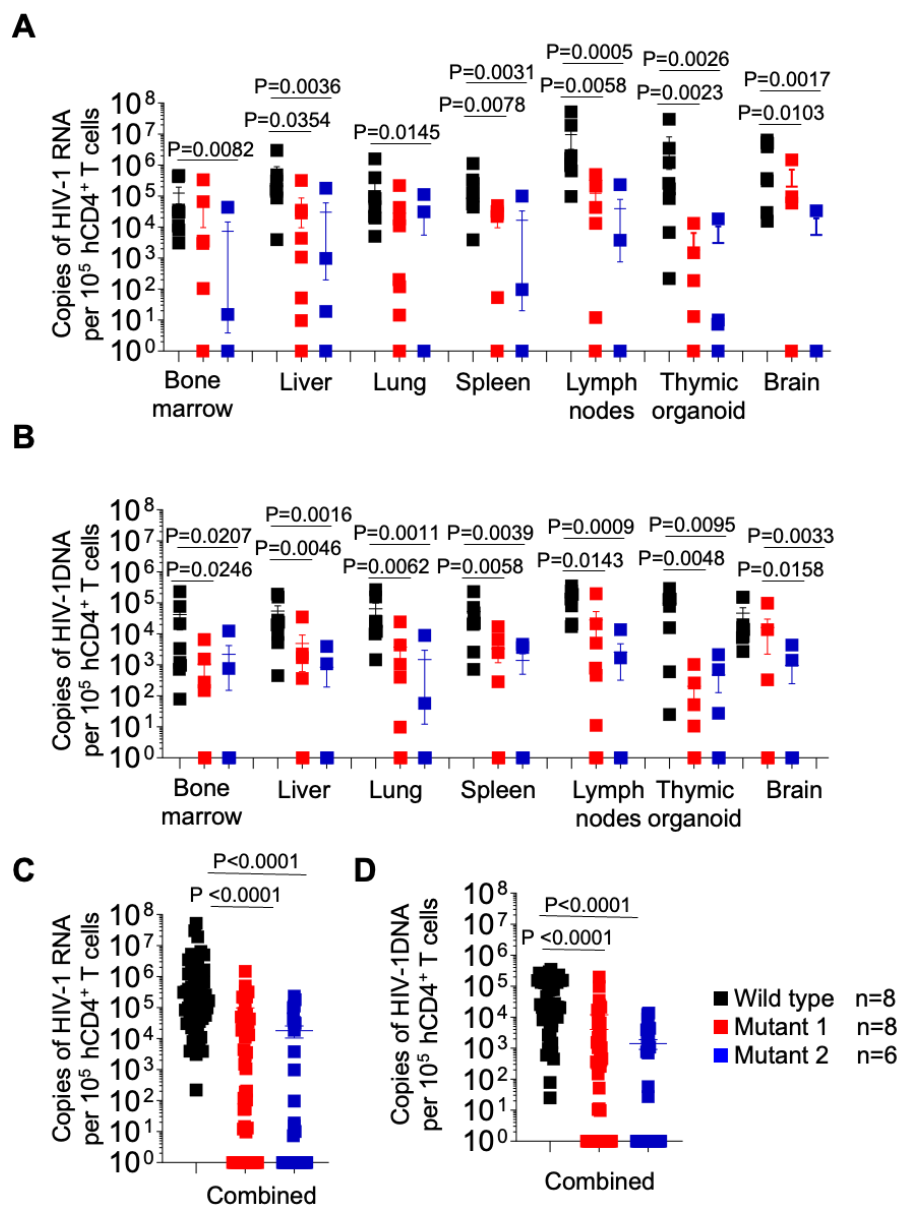 A
P=0.0005 P=0.0026
P=0.0036 P=0.0031 P=0.0017
P=0.0058 P=0.0023
P=0.0354 P=0.0078 P=0.0103
P=0.0145
P=0.0082
Copies of HIV-1 RNA
per 10⁵ hCD4⁺ T cells
10⁸
10⁷
10⁶
10⁵
10⁴
10³
10²
10¹
10⁰
Bone Liver Lung Spleen Lymph Thymic Brain
marrow nodes organoid
B
P=0.0016 P=0.0009 P=0.0095
P=0.0207 P=0.0011 P=0.0039 P=0.0033
P=0.0046 P=0.0143 P=0.0048
P=0.0246 P=0.0062 P=0.0058 P=0.0158
Copies of HIV-1DNA
per 10⁵ hCD4⁺ T cells
10⁸
10⁷
10⁶
10⁵
10⁴
10³
10²
10¹
10⁰
Bone Liver Lung Spleen Lymph Thymic Brain
marrow nodes organoid
C
P<0.0001
P <0.0001
Copies of HIV-1 RNA
per 10⁵ hCD4⁺ T cells
10⁸
10⁷
10⁶
10⁵
10⁴
10³
10²
10¹
10⁰
Combined
D
P<0.0001
P <0.0001
Copies of HIV-1DNA
per 10⁵ hCD4⁺ T cells
10⁸
10⁷
10⁶
10⁵
10⁴
10³
10²
10¹
10⁰
Combined
Wild type n=8
Mutant 1 n=8
Mutant 2 n=6